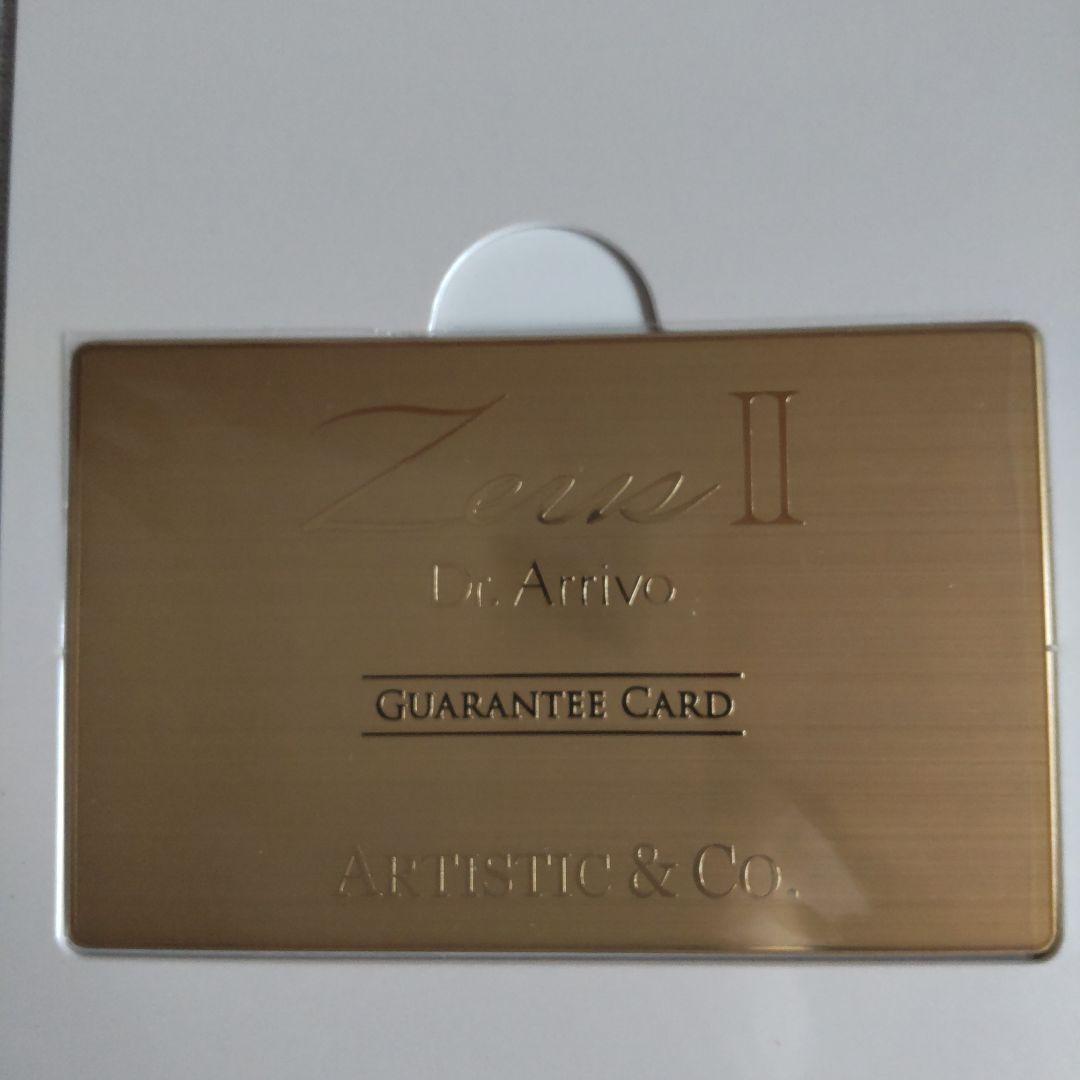 Zeus II
Dr. Arrivo
GUARANTEE CARD
ARTISTIC & CO.